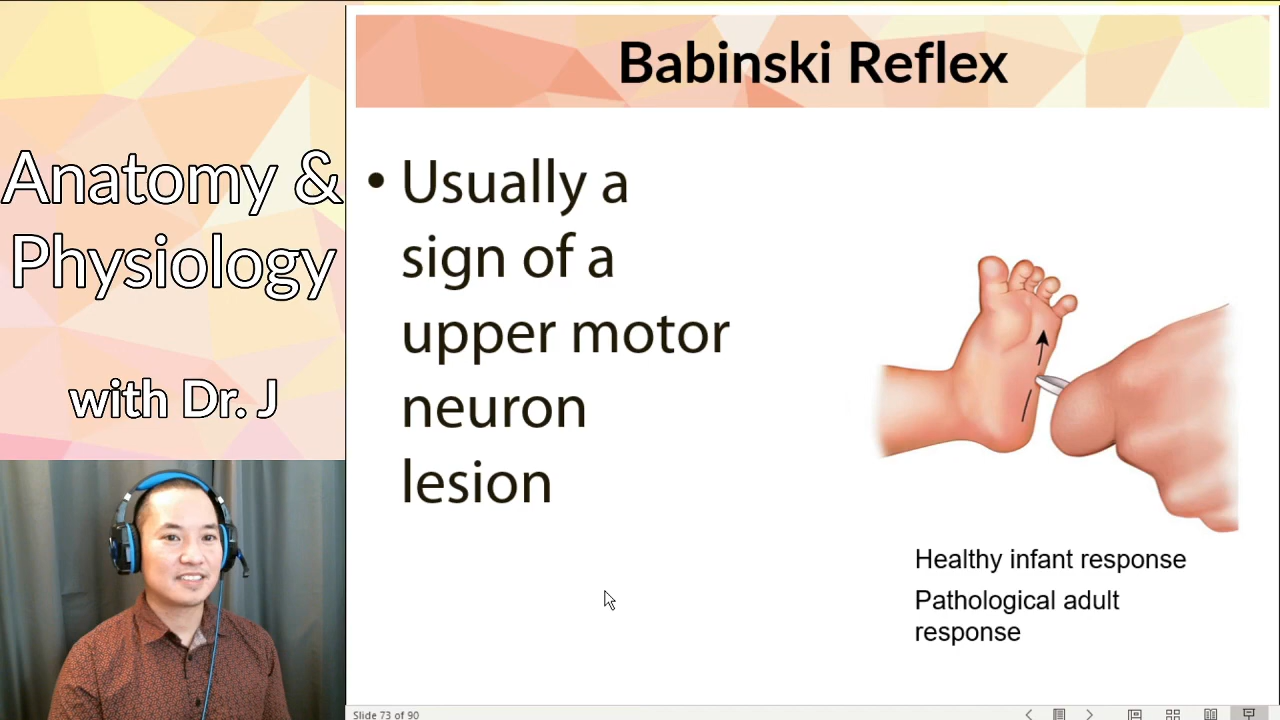 Anatomy &
Physiology
with Dr. J
Babinski Reflex
• Usually a
sign of a
upper motor
neuron
lesion
Healthy infant response
Pathological adult
response
Slide 73 of 90